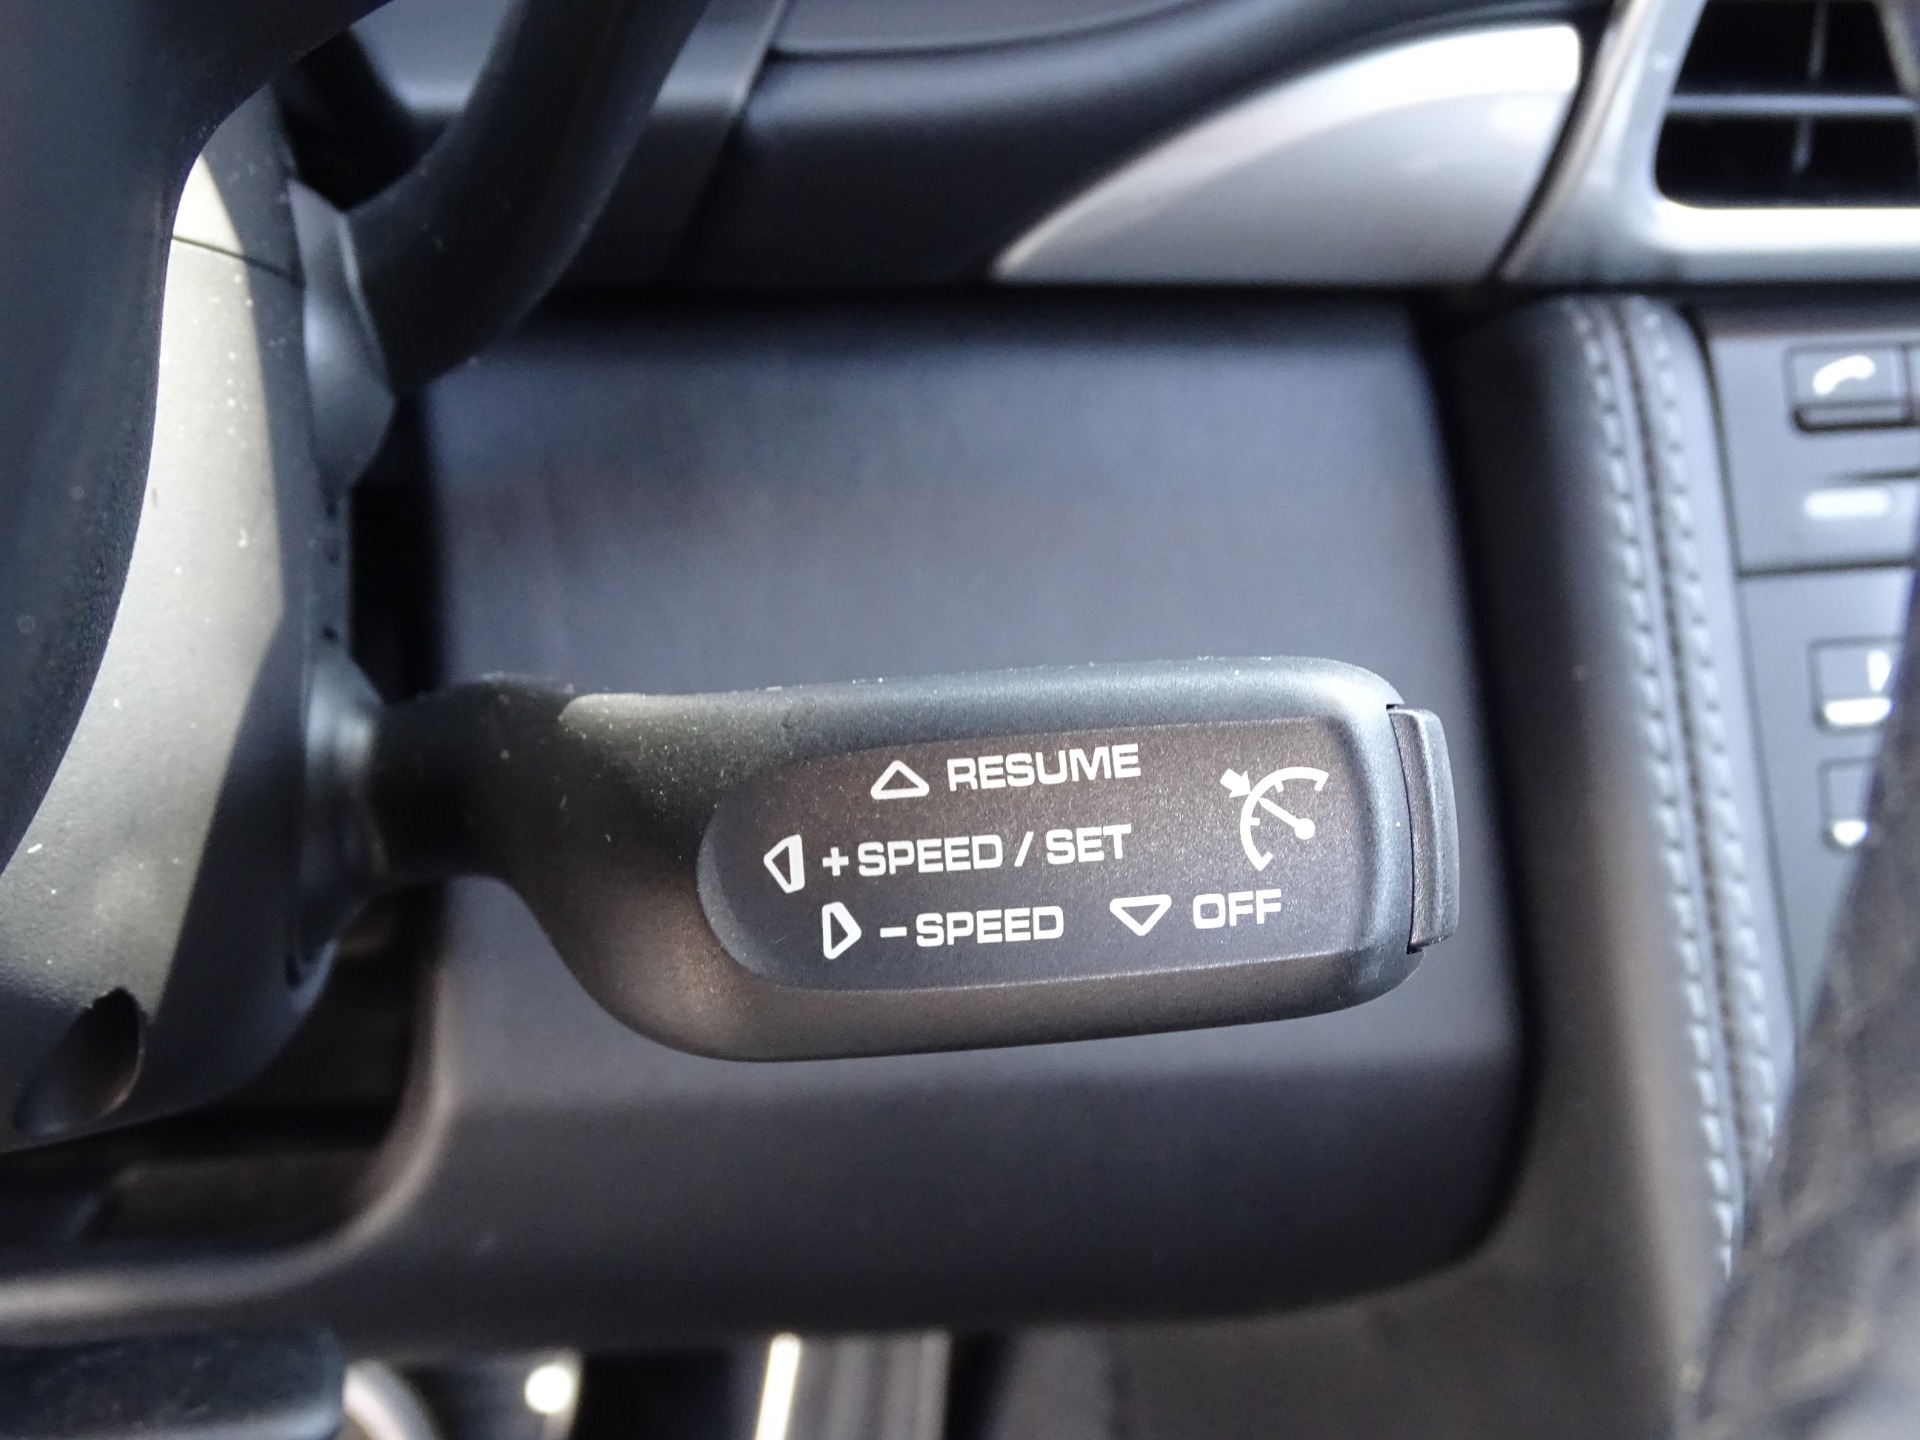 RESUME
+SPEED / SET
-SPEED OFF